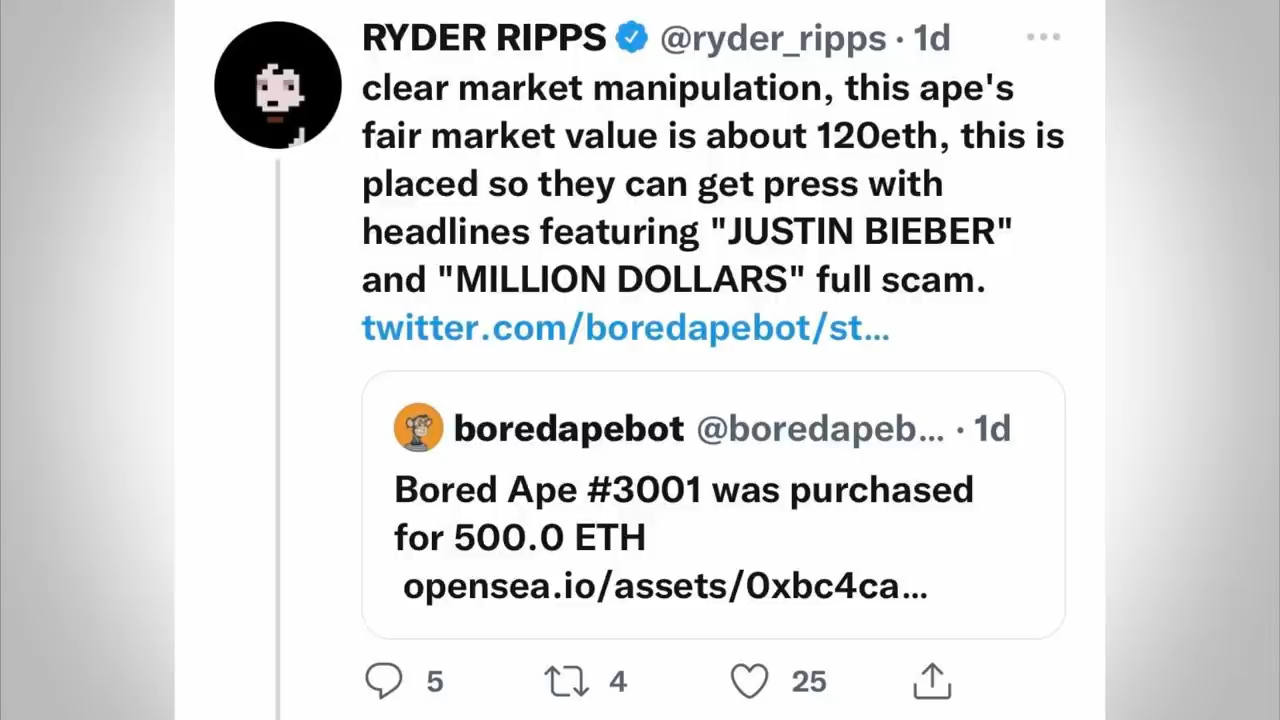 RYDER RIPPS @ryder_ripps · 1d
clear market manipulation, this ape's
fair market value is about 120eth, this is
placed so they can get press with
headlines featuring "JUSTIN BIEBER"
and "MILLION DOLLARS" full scam.
twitter.com/boredapebot/st...
boredapebot @boredapeb... · 1d
Bored Ape #3001 was purchased
for 500.0 ETH
opensea.io/assets/0xbc4ca...
5 4 25